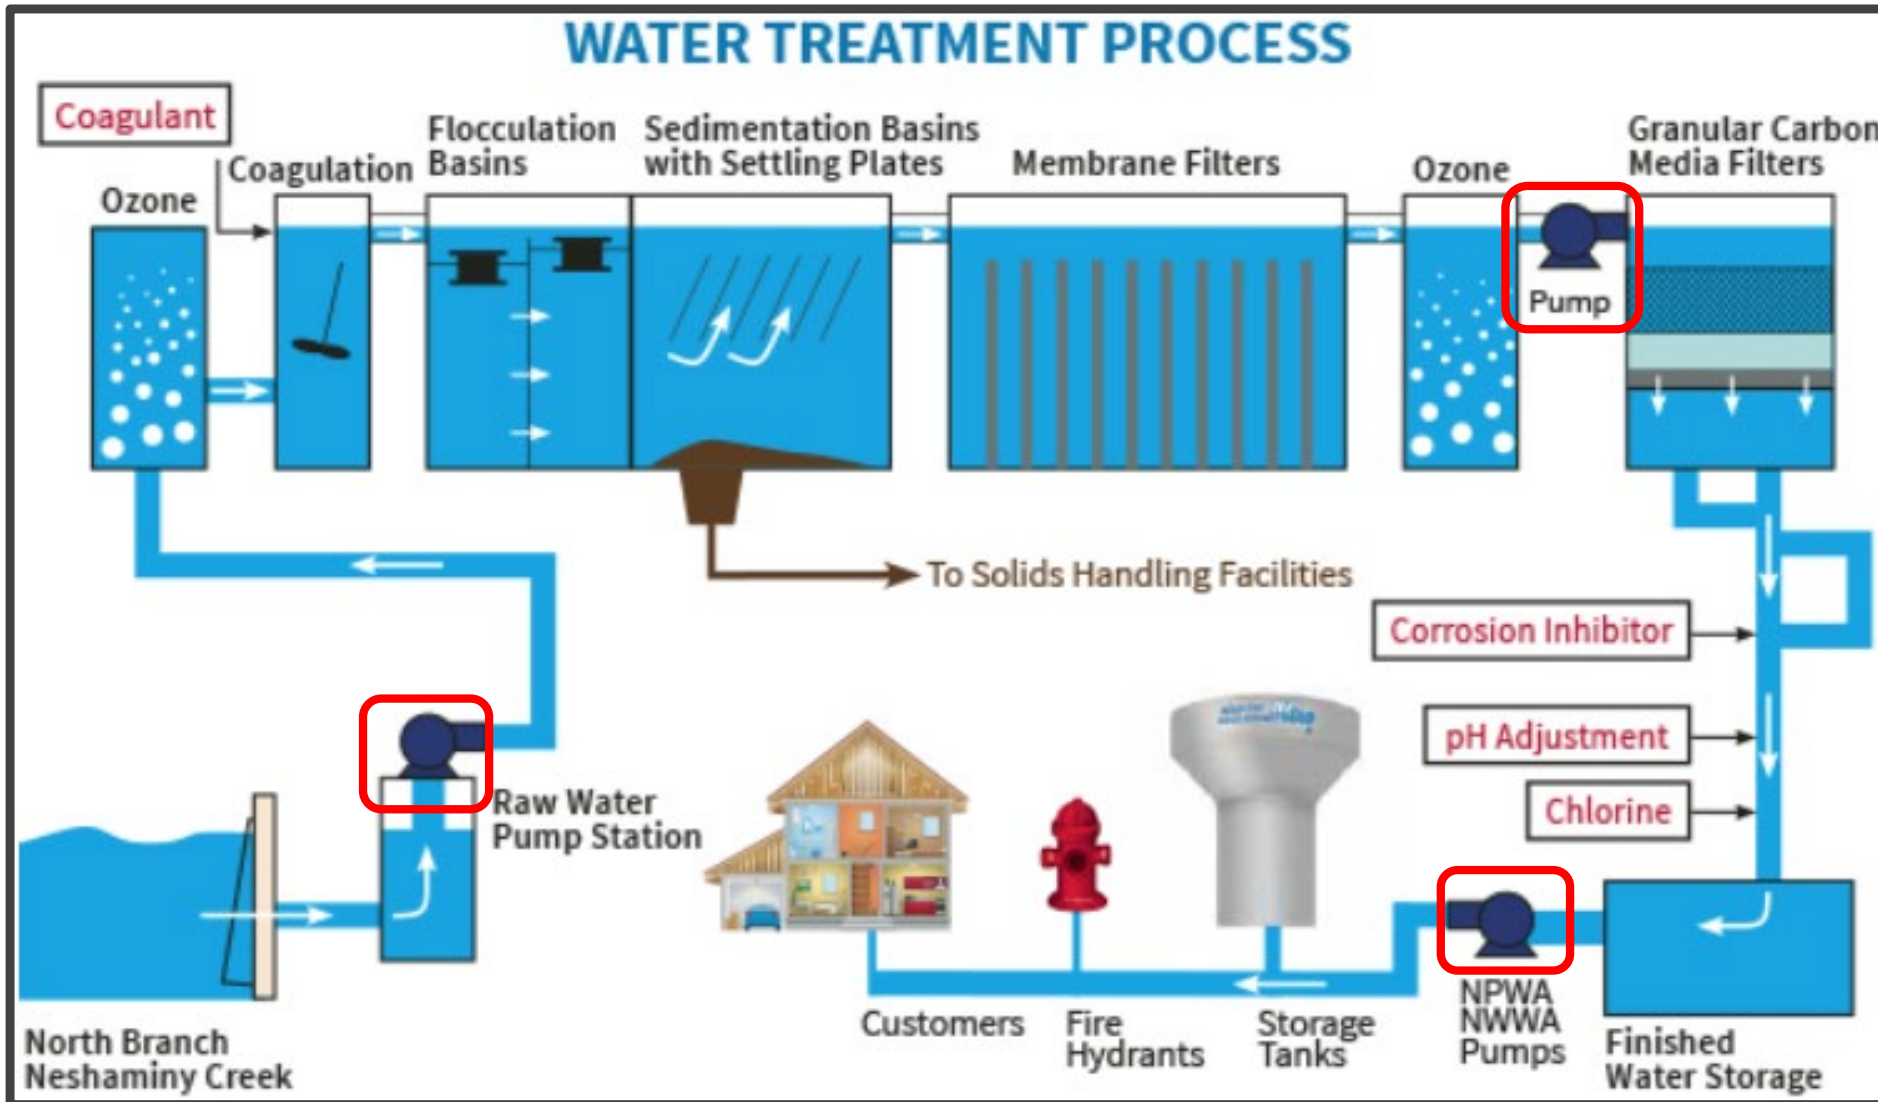 WATER TREATMENT PROCESS
Coagulant
Ozone
Coagulation
Flocculation
Basins
Sedimentation Basins
with Settling Plates
Membrane Filters
Ozone
Pump
Granular Carbon
Media Filters
To Solids Handling Facilities
Corrosion Inhibitor
pH Adjustment
Chlorine
Raw Water
Pump Station
North Branch
Neshaminy Creek
Customers
Fire
Hydrants
Storage
Tanks
NPWA
NWWA
Pumps
Finished
Water Storage